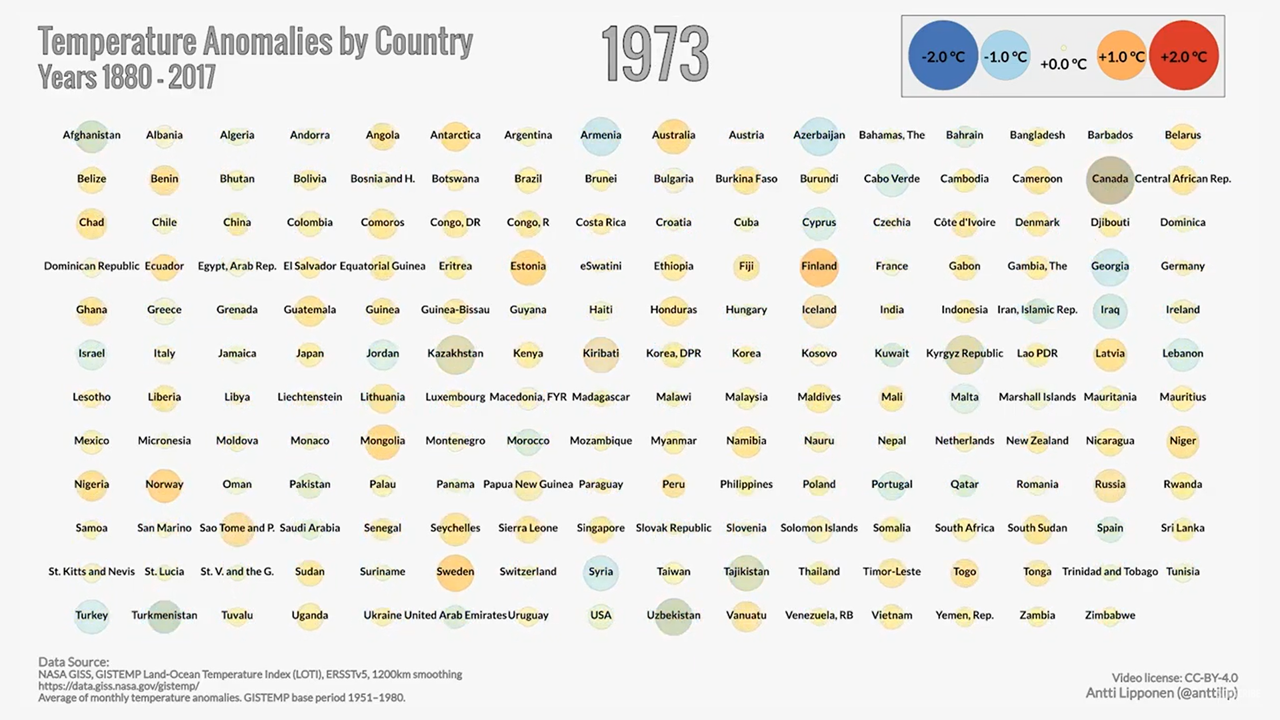 Temperature Anomalies by Country
Years 1880 - 2017
1973
-2.0 °C -1.0 °C +0.0 °C +1.0 °C +2.0 °C
Afghanistan Albania Algeria Andorra Angola Antarctica Argentina Armenia Australia Austria Azerbaijan Bahamas, The Bahrain Bangladesh Barbados Belarus
Belize Benin Bhutan Bolivia Bosnia and H. Botswana Brazil Brunei Bulgaria Burkina Faso Burundi Cabo Verde Cambodia Cameroon Canada Central African Rep.
Chad Chile China Colombia Comoros Congo, DR Congo, R Costa Rica Croatia Cuba Cyprus Czechia Côte d'Ivoire Denmark Djibouti Dominica
Dominican Republic Ecuador Egypt, Arab Rep. El Salvador Equatorial Guinea Eritrea Estonia eSwatini Ethiopia Fiji Finland France Gabon Gambia, The Georgia Germany
Ghana Greece Grenada Guatemala Guinea Guinea-Bissau Guyana Haiti Honduras Hungary Iceland India Indonesia Iran, Islamic Rep. Iraq Ireland
Israel Italy Jamaica Japan Jordan Kazakhstan Kenya Kiribati Korea, DPR Korea Kosovo Kuwait Kyrgyz Republic Lao PDR Latvia Lebanon
Lesotho Liberia Libya Liechtenstein Lithuania Luxembourg Macedonia, FYR Madagascar Malawi Malaysia Maldives Mali Malta Marshall Islands Mauritania Mauritius
Mexico Micronesia Moldova Monaco Mongolia Montenegro Morocco Mozambique Myanmar Namibia Nauru Nepal Netherlands New Zealand Nicaragua Niger
Nigeria Norway Oman Pakistan Palau Panama Papua New Guinea Paraguay Peru Philippines Poland Portugal Qatar Romania Russia Rwanda
Samoa San Marino Sao Tome and P. Saudi Arabia Senegal Seychelles Sierra Leone Singapore Slovak Republic Slovenia Solomon Islands Somalia South Africa South Sudan Spain Sri Lanka
St. Kitts and Nevis St. Lucia St. V. and the G. Sudan Suriname Sweden Switzerland Syria Taiwan Tajikistan Thailand Timor-Leste Togo Tonga Trinidad and Tobago Tunisia
Turkey Turkmenistan Tuvalu Uganda Ukraine United Arab Emirates Uruguay USA Uzbekistan Vanuatu Venezuela, RB Vietnam Yemen, Rep. Zambia Zimbabwe
Data Source:
NASA GISS, GISTEMP Land-Ocean Temperature Index (LOTI), ERSSTv5, 1200km smoothing
https://data.giss.nasa.gov/gistemp/
Average of monthly temperature anomalies. GISTEMP base period 1951–1980.
Video license: CC-BY-4.0
Antti Lipponen (@anttilip)